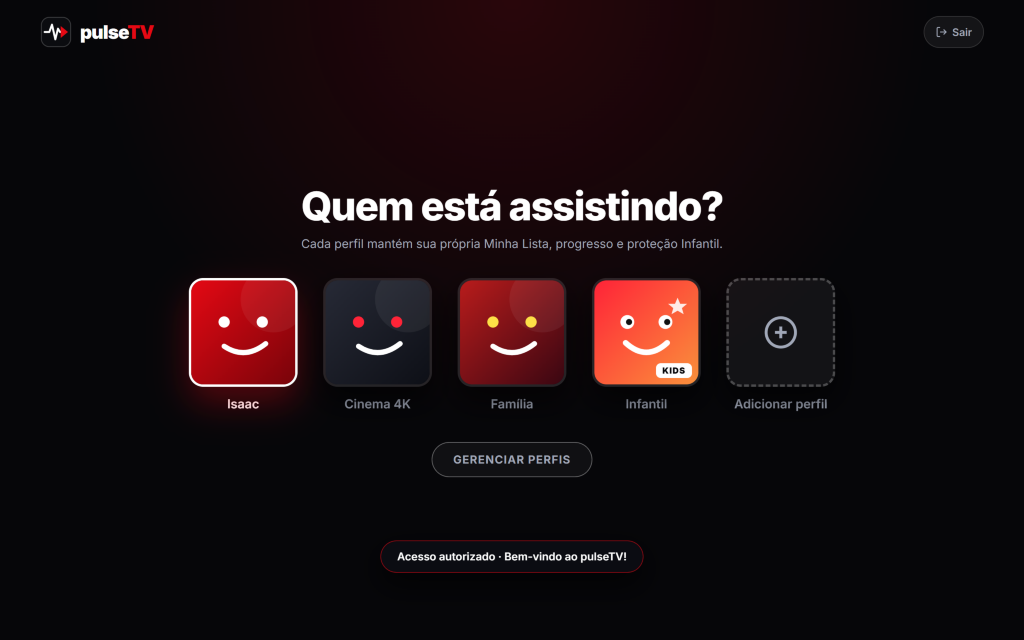 pulseTV
Sair
Quem está assistindo?
Cada perfil mantém sua própria Minha Lista, progresso e proteção Infantil.
KIDS
Isaac
Cinema 4K
Família
Infantil
Adicionar perfil
GERENCIAR PERFIS
Acesso autorizado · Bem-vindo ao pulseTV!